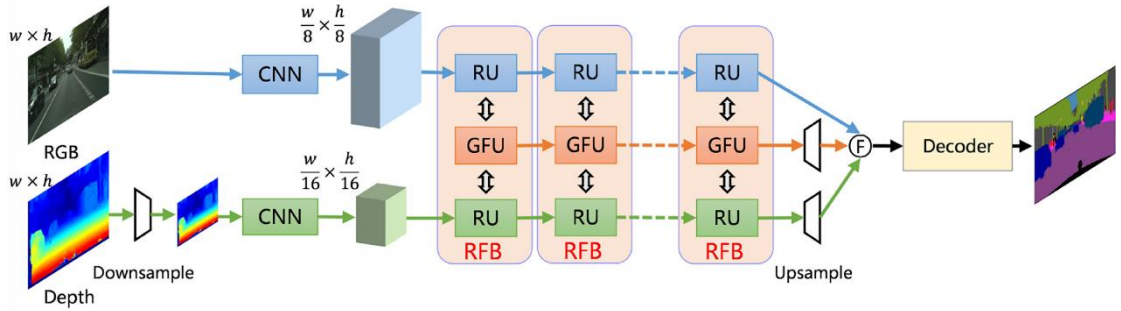 w × h
RGB
CNN
w/8 × h/8
RU
RU
RU
GFU
GFU
GFU
w × h
Depth
Downsample
CNN
w/16 × h/16
RU
RU
RU
RFB
RFB
RFB
Upsample
F
Decoder